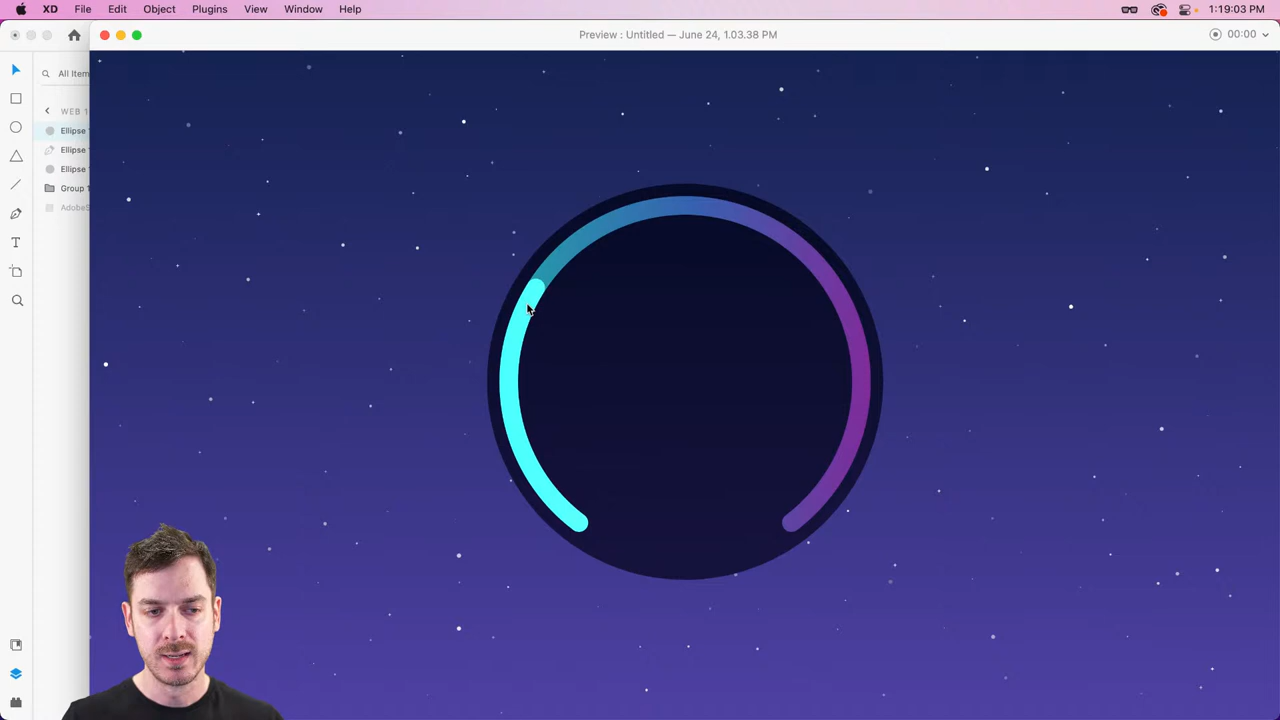 XD File Edit Object Plugins View Window Help 1:19:03 PM
Preview : Untitled — June 24, 1.03.38 PM 00:00
All Item
WEB 1
Ellipse
Ellipse
Ellipse
Group 1
AdobeS